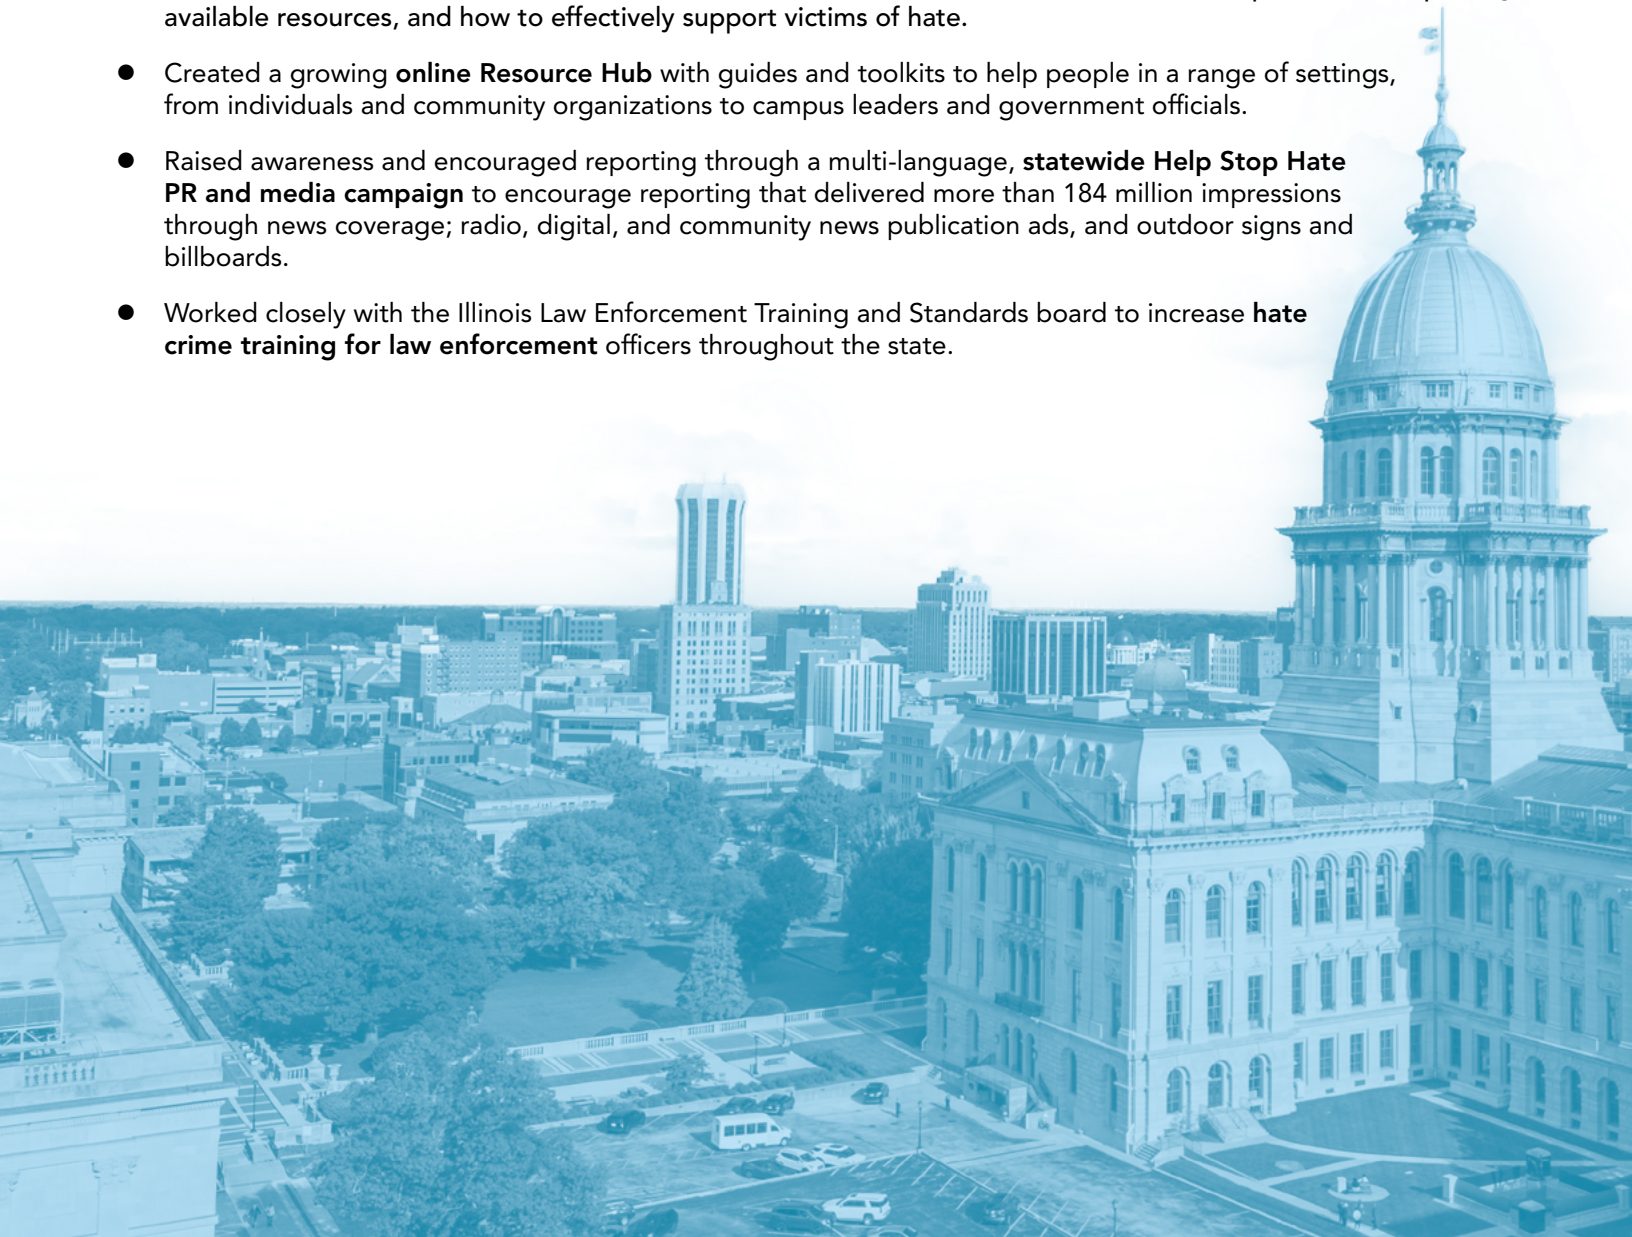 available resources, and how to effectively support victims of hate.
● Created a growing online Resource Hub with guides and toolkits to help people in a range of settings,
from individuals and community organizations to campus leaders and government officials.
● Raised awareness and encouraged reporting through a multi-language, statewide Help Stop Hate
PR and media campaign to encourage reporting that delivered more than 184 million impressions
through news coverage; radio, digital, and community news publication ads, and outdoor signs and
billboards.
● Worked closely with the Illinois Law Enforcement Training and Standards board to increase hate
crime training for law enforcement officers throughout the state.